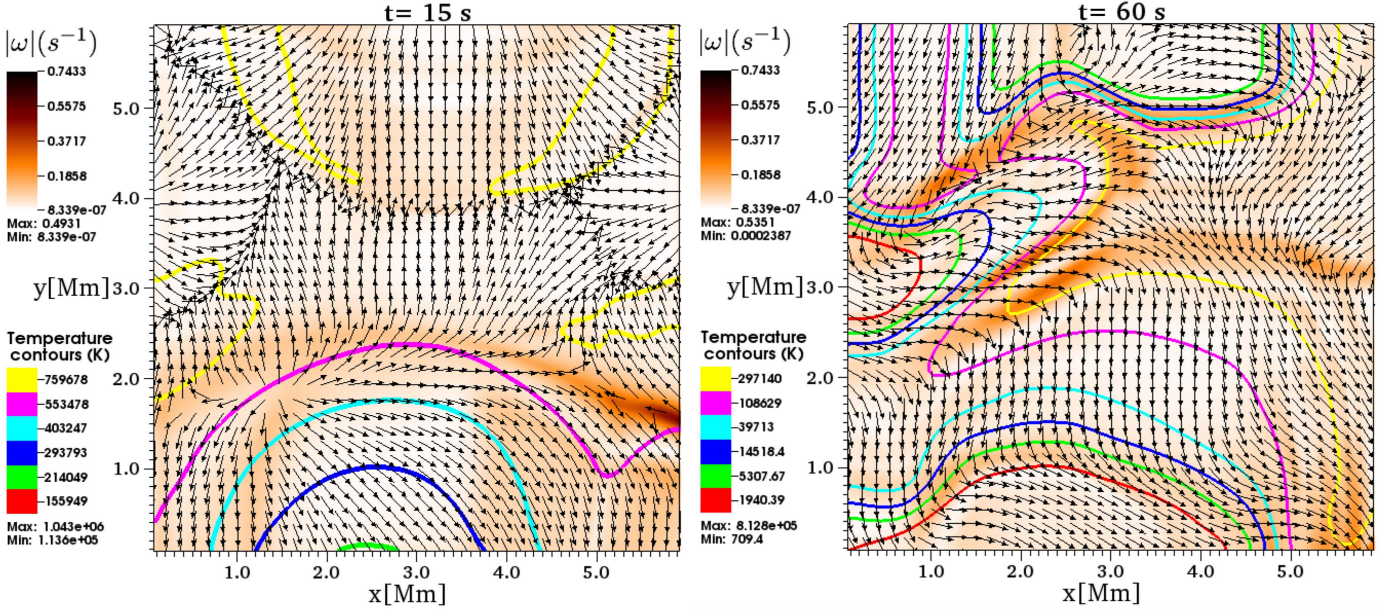 t= 15 s
|ω|(s⁻¹)
0.7433
0.5575
0.3717
0.1858
8.339e-07
Max: 0.4931
Min: 8.339e-07
y[Mm]
5.0
4.0
3.0
2.0
1.0
Temperature
contours (K)
759678
553478
403247
293793
214049
155949
Max: 1.043e+06
Min: 1.136e+05
1.0 2.0 3.0 4.0 5.0
x[Mm]
t= 60 s
|ω|(s⁻¹)
0.7433
0.5575
0.3717
0.1858
8.339e-07
Max: 0.5351
Min: 0.0002387
y[Mm]
5.0
4.0
3.0
2.0
1.0
Temperature
contours (K)
297140
108629
39713
14518.4
5307.67
1940.39
Max: 8.128e+05
Min: 709.4
1.0 2.0 3.0 4.0 5.0
x[Mm]